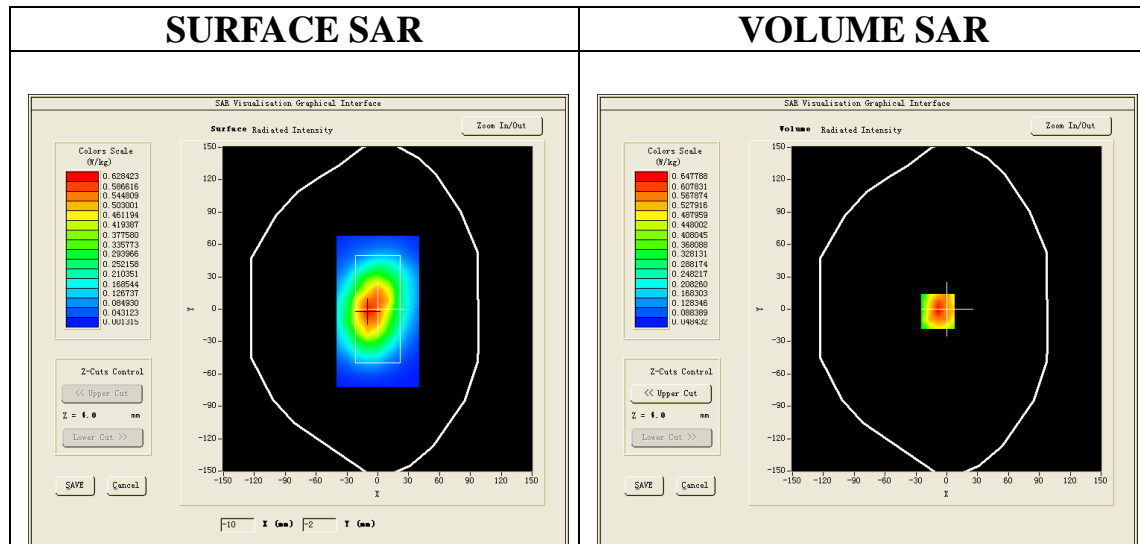 SURFACE SAR
VOLUME SAR
SAR Visualisation Graphical Interface
Surface Radiated Intensity
Zoom In/Out
Colors Scale
(W/kg)
0.628423
0.586616
0.544809
0.503001
0.461194
0.419387
0.377580
0.335773
0.293966
0.252158
0.210351
0.168544
0.126737
0.084930
0.043123
0.001315
150
120
90
60
30
0
-30
-60
-90
-120
-150
Y
-150 -120 -90 -60 -30 0 30 60 90 120 150
X
Z-Cuts Control
<< Upper Cut
Z = 4.0 mm
Lower Cut >>
SAVE Cancel
-10 X (mm) -2 Y (mm)
SAR Visualisation Graphical Interface
Volume Radiated Intensity
Zoom In/Out
Colors Scale
(W/kg)
0.647788
0.607831
0.567874
0.527916
0.487959
0.448002
0.408045
0.368088
0.328131
0.288174
0.248217
0.208260
0.168303
0.128346
0.088389
0.048432
150
120
90
60
30
0
-30
-60
-90
-120
-150
Y
-150 -120 -90 -60 -30 0 30 60 90 120 150
X
Z-Cuts Control
<< Upper Cut
Z = 4.0 mm
Lower Cut >>
SAVE Cancel